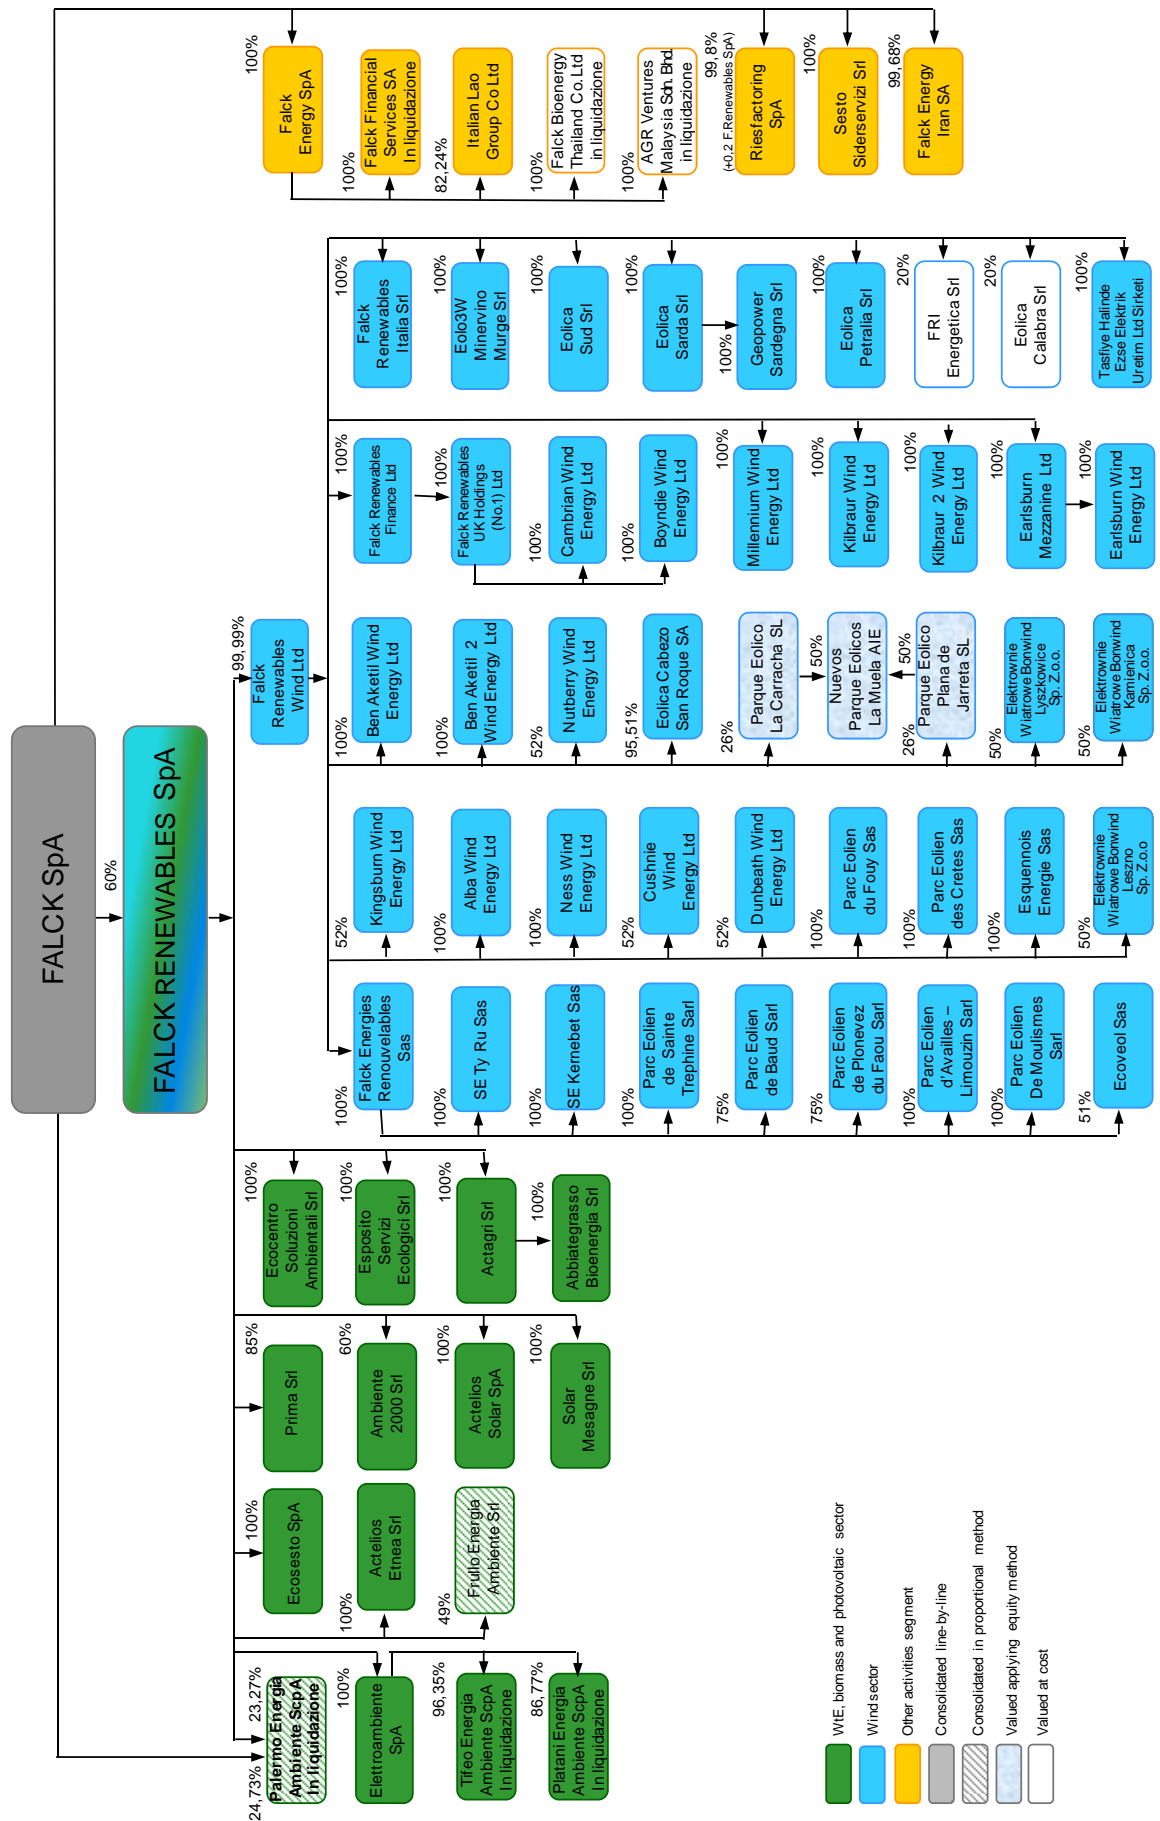 FALCK SpA
60%
FALCK RENEWABLES SpA
24,73%
23,27%
Palermo Energia
Ambiente ScpA
In liquidazione
100%
Elettroambiente
SpA
96,35%
Tifeo Energia
Ambiente ScpA
In liquidazione
86,77%
Platani Energia
Ambiente ScpA
In liquidazione
100%
Ecosesto SpA
100%
Actelios
Etnea Srl
49%
Frullo Energia
Ambiente Srl
85%
Prima Srl
60%
Ambiente
2000 Srl
100%
Actelios
Solar SpA
100%
Solar
Mesagne Srl
100%
Ecocentro
Soluzioni
Ambientali Srl
100%
Esposito
Servizi
Ecologici Srl
100%
Actagri Srl
100%
Abbiategrasso
Bioenergia Srl
99,99%
Falck
Renewables
Wind Ltd
100%
Falck Energies
Renouvelables
Sas
100%
SE Ty Ru Sas
100%
SE Kernebet Sas
100%
Parc Eolien
de Sainte
Trephine Sarl
75%
Parc Eolien
de Baud Sarl
75%
Parc Eolien
de Plonevez
du Faou Sarl
100%
Parc Eolien
d'Availles –
Limouzin Sarl
100%
Parc Eolien
De Moulismes
Sarl
51%
Ecoveol Sas
52%
Kingsburn Wind
Energy Ltd
100%
Alba Wind
Energy Ltd
100%
Ness Wind
Energy Ltd
52%
Cushnie
Wind
Energy Ltd
52%
Dunbeath Wind
Energy Ltd
100%
Parc Eolien
du Fouy Sas
100%
Parc Eolien
des Cretes Sas
100%
Esquennois
Energie Sas
50%
Elektrownie
Wiatrowe Bonwind
Leszno
Sp. Z.o.o
100%
Ben Aketil Wind
Energy Ltd
100%
Ben Aketil 2
Wind Energy Ltd
52%
Nutberry Wind
Energy Ltd
95,51%
Eolica Cabezo
San Roque SA
26%
Parque Eolico
La Carracha SL
50%
Nuevos
Parque Eolicos
La Muela AIE
50%
26%
Parque Eolico
Plana de
Jarreta SL
50%
Elektrownie
Wiatrowe Bonwind
Lyszkowice
Sp. Z.o.o.
50%
Elektrownie
Wiatrowe Bonwind
Kamienica
Sp. Z.o.o.
100%
Falck Renewables
Finance Ltd
100%
Falck Renewables
UK Holdings
(No.1) Ltd
100%
Cambrian Wind
Energy Ltd
100%
Boyndie Wind
Energy Ltd
100%
Millennium Wind
Energy Ltd
100%
Kilbraur Wind
Energy Ltd
100%
Kilbraur 2 Wind
Energy Ltd
100%
Earlsburn
Mezzanine Ltd
100%
Earlsburn Wind
Energy Ltd
100%
Falck
Renewables
Italia Srl
100%
Eolo3W
Minervino
Murge Srl
100%
Eolica
Sud Srl
100%
Eolica
Sarda Srl
100%
Geopower
Sardegna Srl
100%
Eolica
Petralia Srl
20%
FRI
Energetica Srl
20%
Eolica
Calabra Srl
100%
Tasfiye Halinde
Ezse Elektrik
Uretim Ltd Sirketi
100%
Falck
Energy SpA
100%
Falck Financial
Services SA
In liquidazione
82,24%
Italian Lao
Group Co Ltd
100%
Falck Bioenergy
Thailand Co. Ltd
in liquidazione
100%
AGR Ventures
Malaysia Sdn. Bhd.
in liquidazione
99,8%
(+0,2 F.Renewables SpA)
Riesfactoring
SpA
100%
Sesto
Siderservizi Srl
99,68%
Falck Energy
Iran SA
WtE, biomass and photovoltaic sector
Wind sector
Other activities segment
Consolidated line-by-line
Consolidated in proportional method
Valued applying equity method
Valued at cost